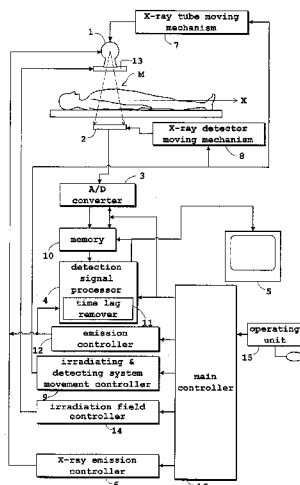 1
X-ray tube moving
mechanism
7
13
M
X
2
X-ray detector
moving mechanism
8
3
A/D
converter
memory
10
detection
signal
processor
4
time lag
remover
11
5
emission
controller
12
operating
unit
15
irradiating &
detecting system
movement controller
9
main
controller
irradiation field
controller
14
X-ray emission
controller
6
16